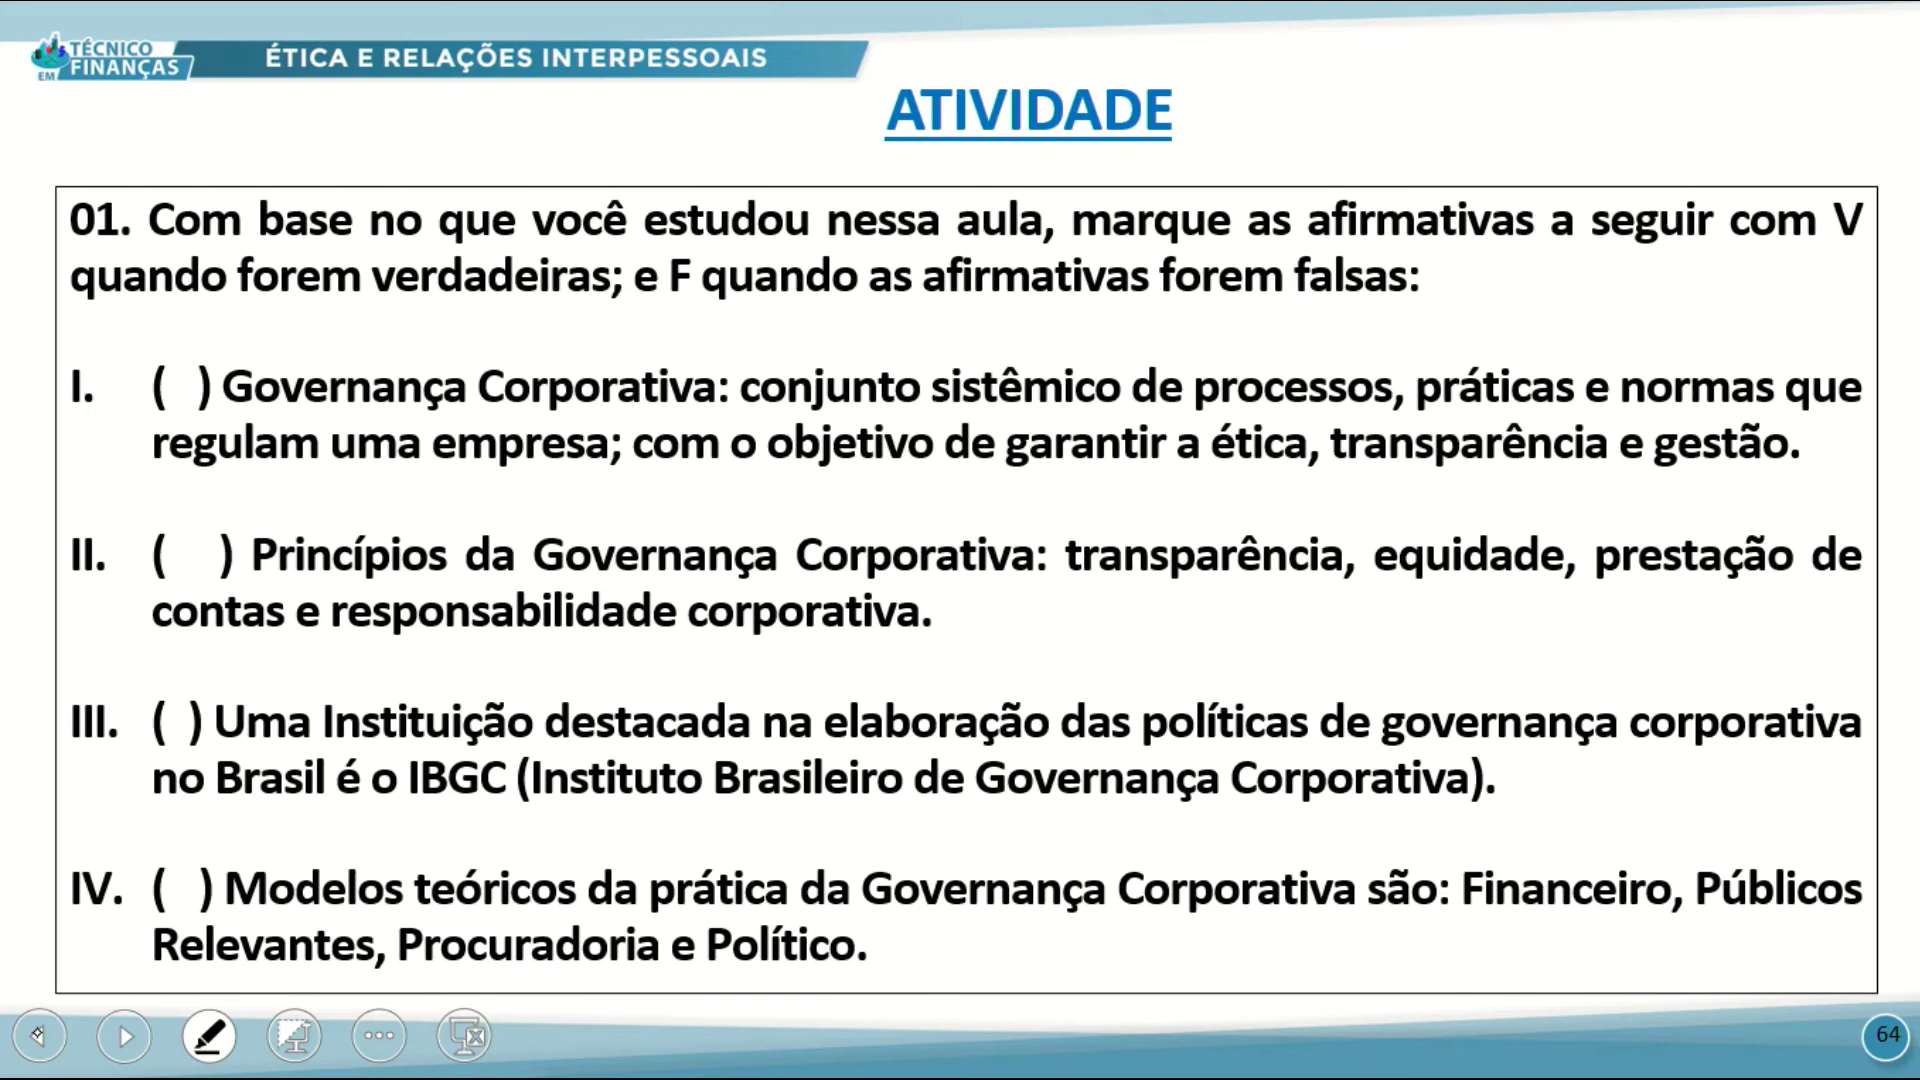 TÉCNICO
EM FINANÇAS
ÉTICA E RELAÇÕES INTERPESSOAIS
ATIVIDADE
01. Com base no que você estudou nessa aula, marque as afirmativas a seguir com V
quando forem verdadeiras; e F quando as afirmativas forem falsas:
I. ( ) Governança Corporativa: conjunto sistêmico de processos, práticas e normas que
regulam uma empresa; com o objetivo de garantir a ética, transparência e gestão.
II. ( ) Princípios da Governança Corporativa: transparência, equidade, prestação de
contas e responsabilidade corporativa.
III. ( ) Uma Instituição destacada na elaboração das políticas de governança corporativa
no Brasil é o IBGC (Instituto Brasileiro de Governança Corporativa).
IV. ( ) Modelos teóricos da prática da Governança Corporativa são: Financeiro, Públicos
Relevantes, Procuradoria e Político.
64